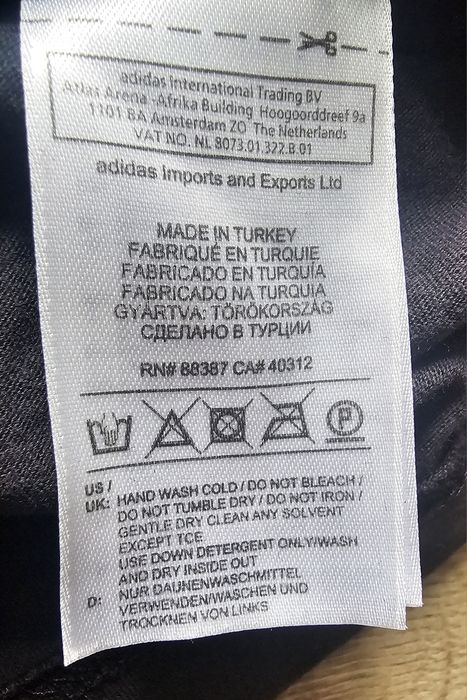 adidas International Trading BV
Atlas Arena -Afrika Building Hoogoorddreef 9a
1101 BA Amsterdam ZO The Netherlands
VAT NO. NL 8073.01.322.B.01
adidas Imports and Exports Ltd
MADE IN TURKEY
FABRIQUÉ EN TURQUIE
FABRICADO EN TURQUÍA
FABRICADO NA TURQUIA
GYÁRTVA: TÖRÖKORSZÁG
СДЕЛАНО В ТУРЦИИ
RN# 88387 CA# 40312
P
US /
UK: HAND WASH COLD / DO NOT BLEACH /
DO NOT TUMBLE DRY / DO NOT IRON /
GENTLE DRY CLEAN ANY SOLVENT
EXCEPT TCE
USE DOWN DETERGENT ONLY/WASH
AND DRY INSIDE OUT
D: NUR DAUNENWASCHMITTEL
VERWENDEN/WASCHEN UND
TROCKNEN VON LINKS